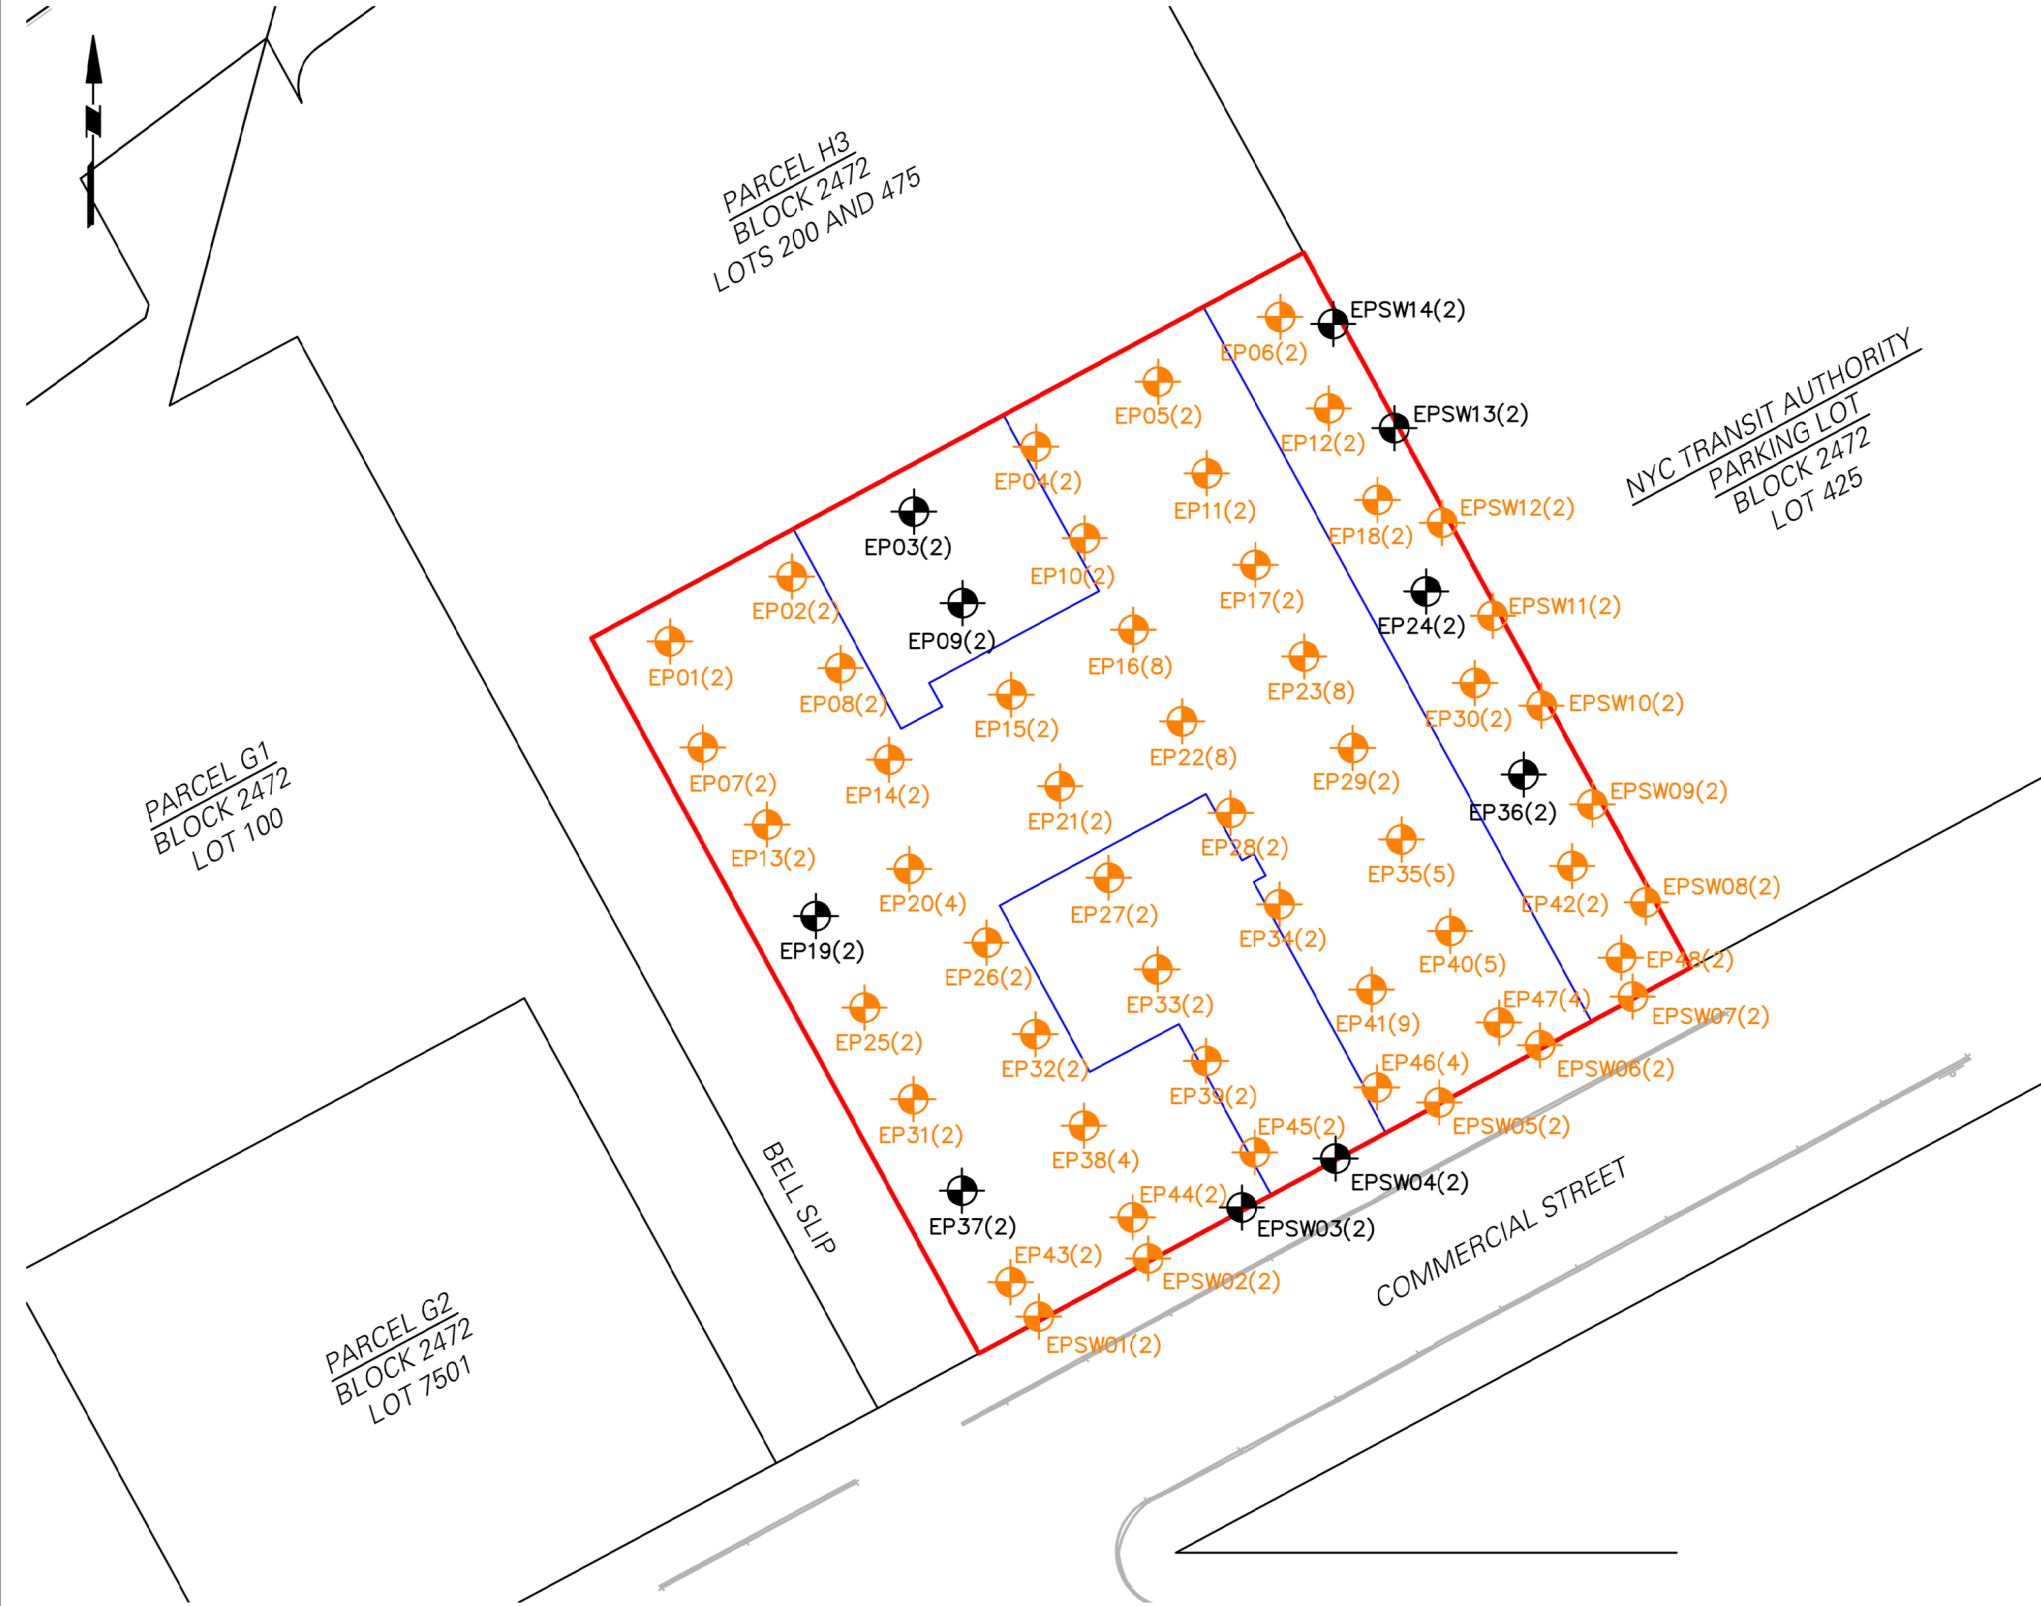 N
PARCEL H3
BLOCK 2472
LOTS 200 AND 475
NYC TRANSIT AUTHORITY
PARKING LOT
BLOCK 2472
LOT 425
PARCEL G1
BLOCK 2472
LOT 100
PARCEL G2
BLOCK 2472
LOT 7501
BELL SLIP
COMMERCIAL STREET
EPSW14(2)
EP06(2)
EPSW13(2)
EP05(2)
EP12(2)
EP04(2)
EP11(2)
EPSW12(2)
EP18(2)
EP03(2)
EP10(2)
EP17(2)
EPSW11(2)
EP02(2)
EP24(2)
EP09(2)
EP16(8)
EP01(2)
EP23(8)
EP08(2)
EPSW10(2)
EP30(2)
EP15(2)
EP22(8)
EP29(2)
EP07(2)
EPSW09(2)
EP14(2)
EP36(2)
EP21(2)
EP28(2)
EP13(2)
EP35(5)
EPSW08(2)
EP20(4)
EP42(2)
EP27(2)
EP34(2)
EP19(2)
EP48(2)
EP40(5)
EP26(2)
EP33(2)
EP47(4)
EPSW07(2)
EP41(9)
EP25(2)
EP32(2)
EP46(4)
EPSW06(2)
EP39(2)
EP45(2)
EPSW05(2)
EP31(2)
EP38(4)
EPSW04(2)
EP44(2)
EP37(2)
EPSW03(2)
EP43(2)
EPSW02(2)
EPSW01(2)